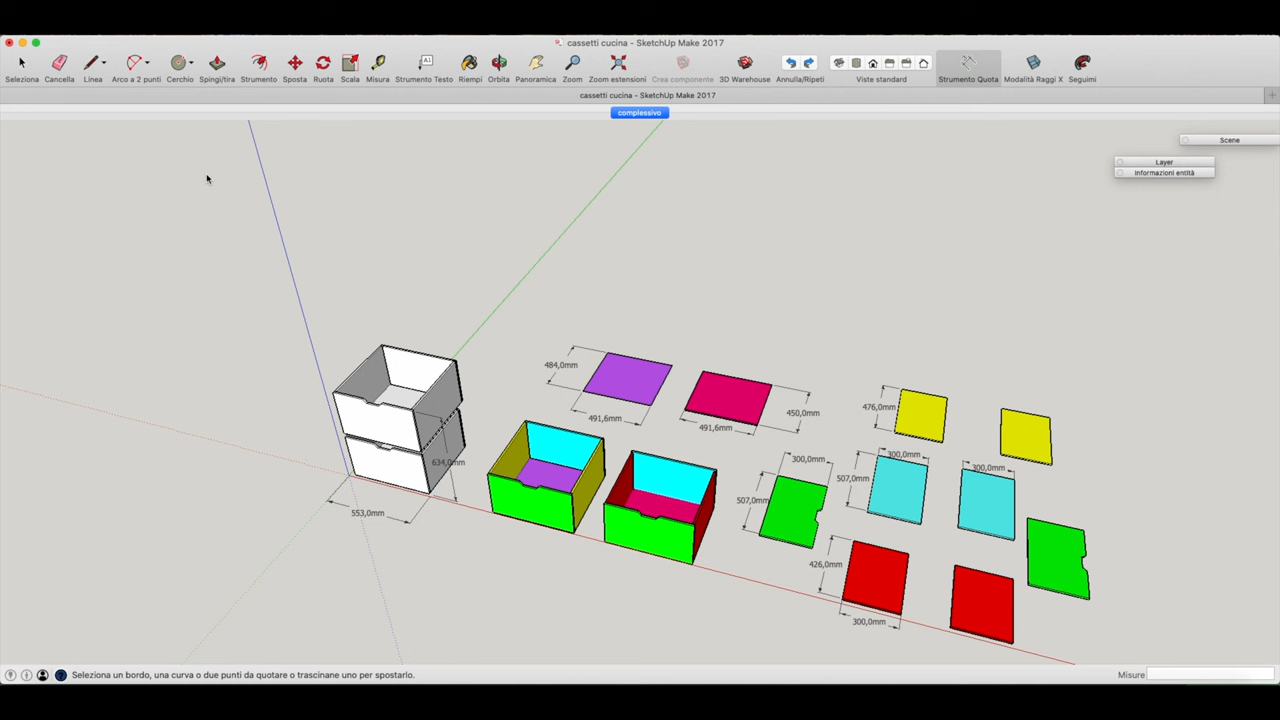 cassetti cucina - SketchUp Make 2017
Seleziona Cancella Linea Arco a 2 punti Cerchio Spingi/tira Strumento Sposta Ruota Scala Misura Strumento Testo Riempi Orbita Panoramica Zoom Zoom estensioni Crea componente 3D Warehouse Annulla/Ripeti Viste standard Strumento Quota Modalità Raggi X Seguimi
cassetti cucina - SketchUp Make 2017
complessivo
Scene
Layer
Informazioni entità
484,0mm
491,6mm
491,6mm
450,0mm
476,0mm
634,0mm
553,0mm
300,0mm
507,0mm
300,0mm
507,0mm
300,0mm
426,0mm
300,0mm
Seleziona un bordo, una curva o due punti da quotare o trascinane uno per spostarlo.
Misure